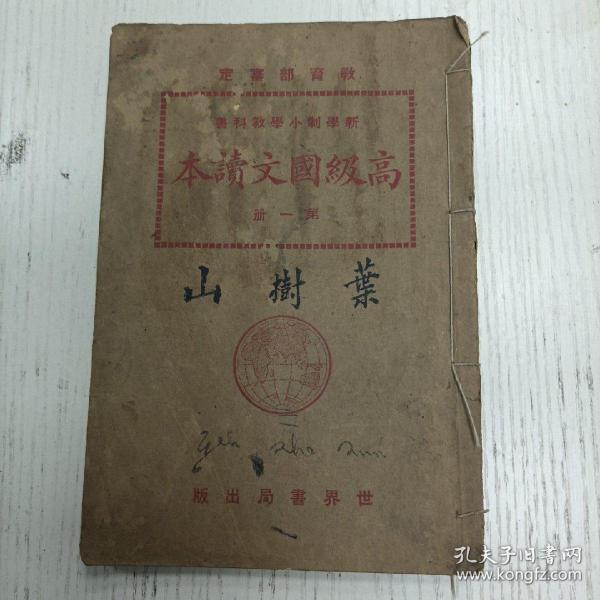 教育部審定
新學制小學教科書
高級國文讀本
第一册
葉樹山
世界書局出版
孔夫子旧书网
www.kongfz.com